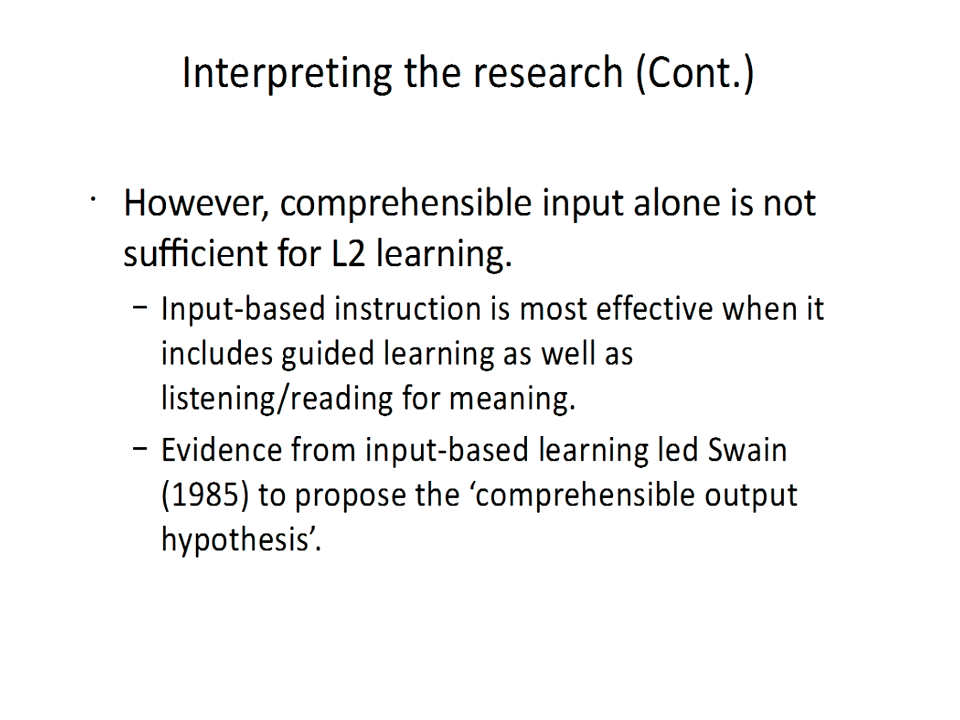 Interpreting the research (Cont.)
· However, comprehensible input alone is not
sufficient for L2 learning.
– Input-based instruction is most effective when it
includes guided learning as well as
listening/reading for meaning.
– Evidence from input-based learning led Swain
(1985) to propose the ‘comprehensible output
hypothesis’.